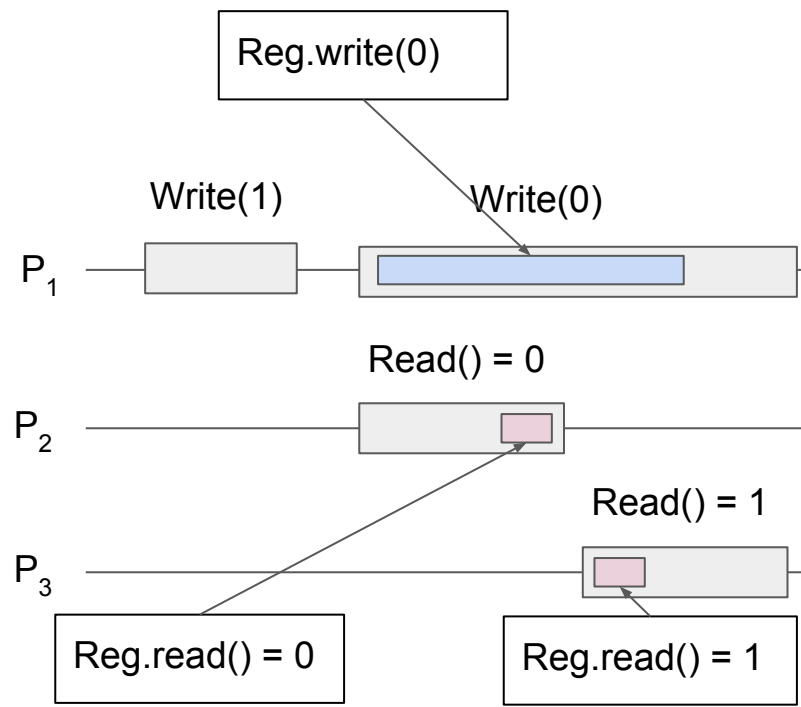 Reg.write(0)
Write(1)
Write(0)
P1
Read() = 0
P2
Read() = 1
P3
Reg.read() = 0
Reg.read() = 1